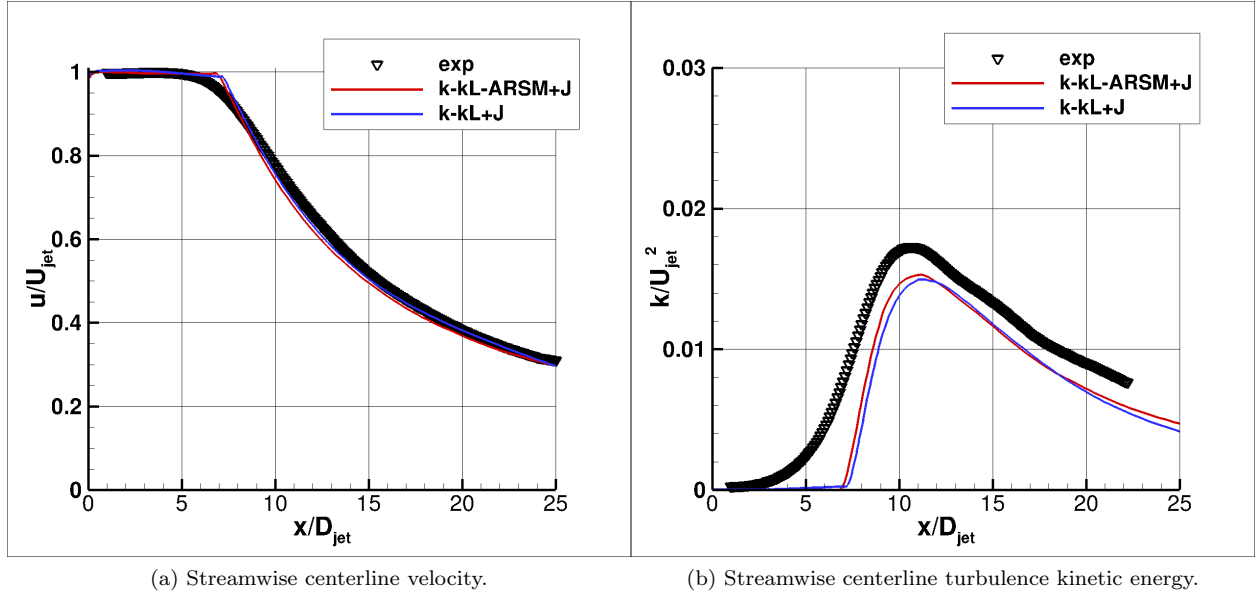 exp
k-kL-ARSM+J
k-kL+J
1
0.8
0.6
0.4
0.2
0
0 5 10 15 20 25
u/U_jet
x/D_jet
exp
k-kL-ARSM+J
k-kL+J
0.03
0.02
0.01
0
0 5 10 15 20 25
k/U_jet^2
x/D_jet
(a) Streamwise centerline velocity.
(b) Streamwise centerline turbulence kinetic energy.